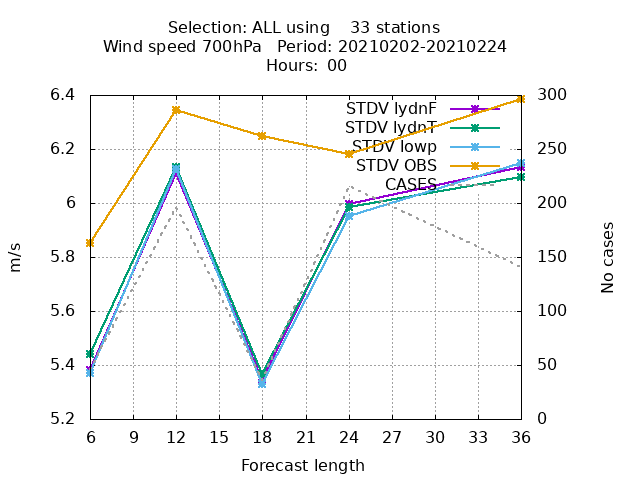 Selection: ALL using    33 stations
Wind speed 700hPa   Period: 20210202-20210224
Hours:  00
STDV lydnF
STDV lydnT
STDV lowp
STDV OBS
CASES
6.4
6.2
6
5.8
5.6
5.4
5.2
300
250
200
150
100
50
0
m/s
No cases
6 9 12 15 18 21 24 27 30 33 36
Forecast length